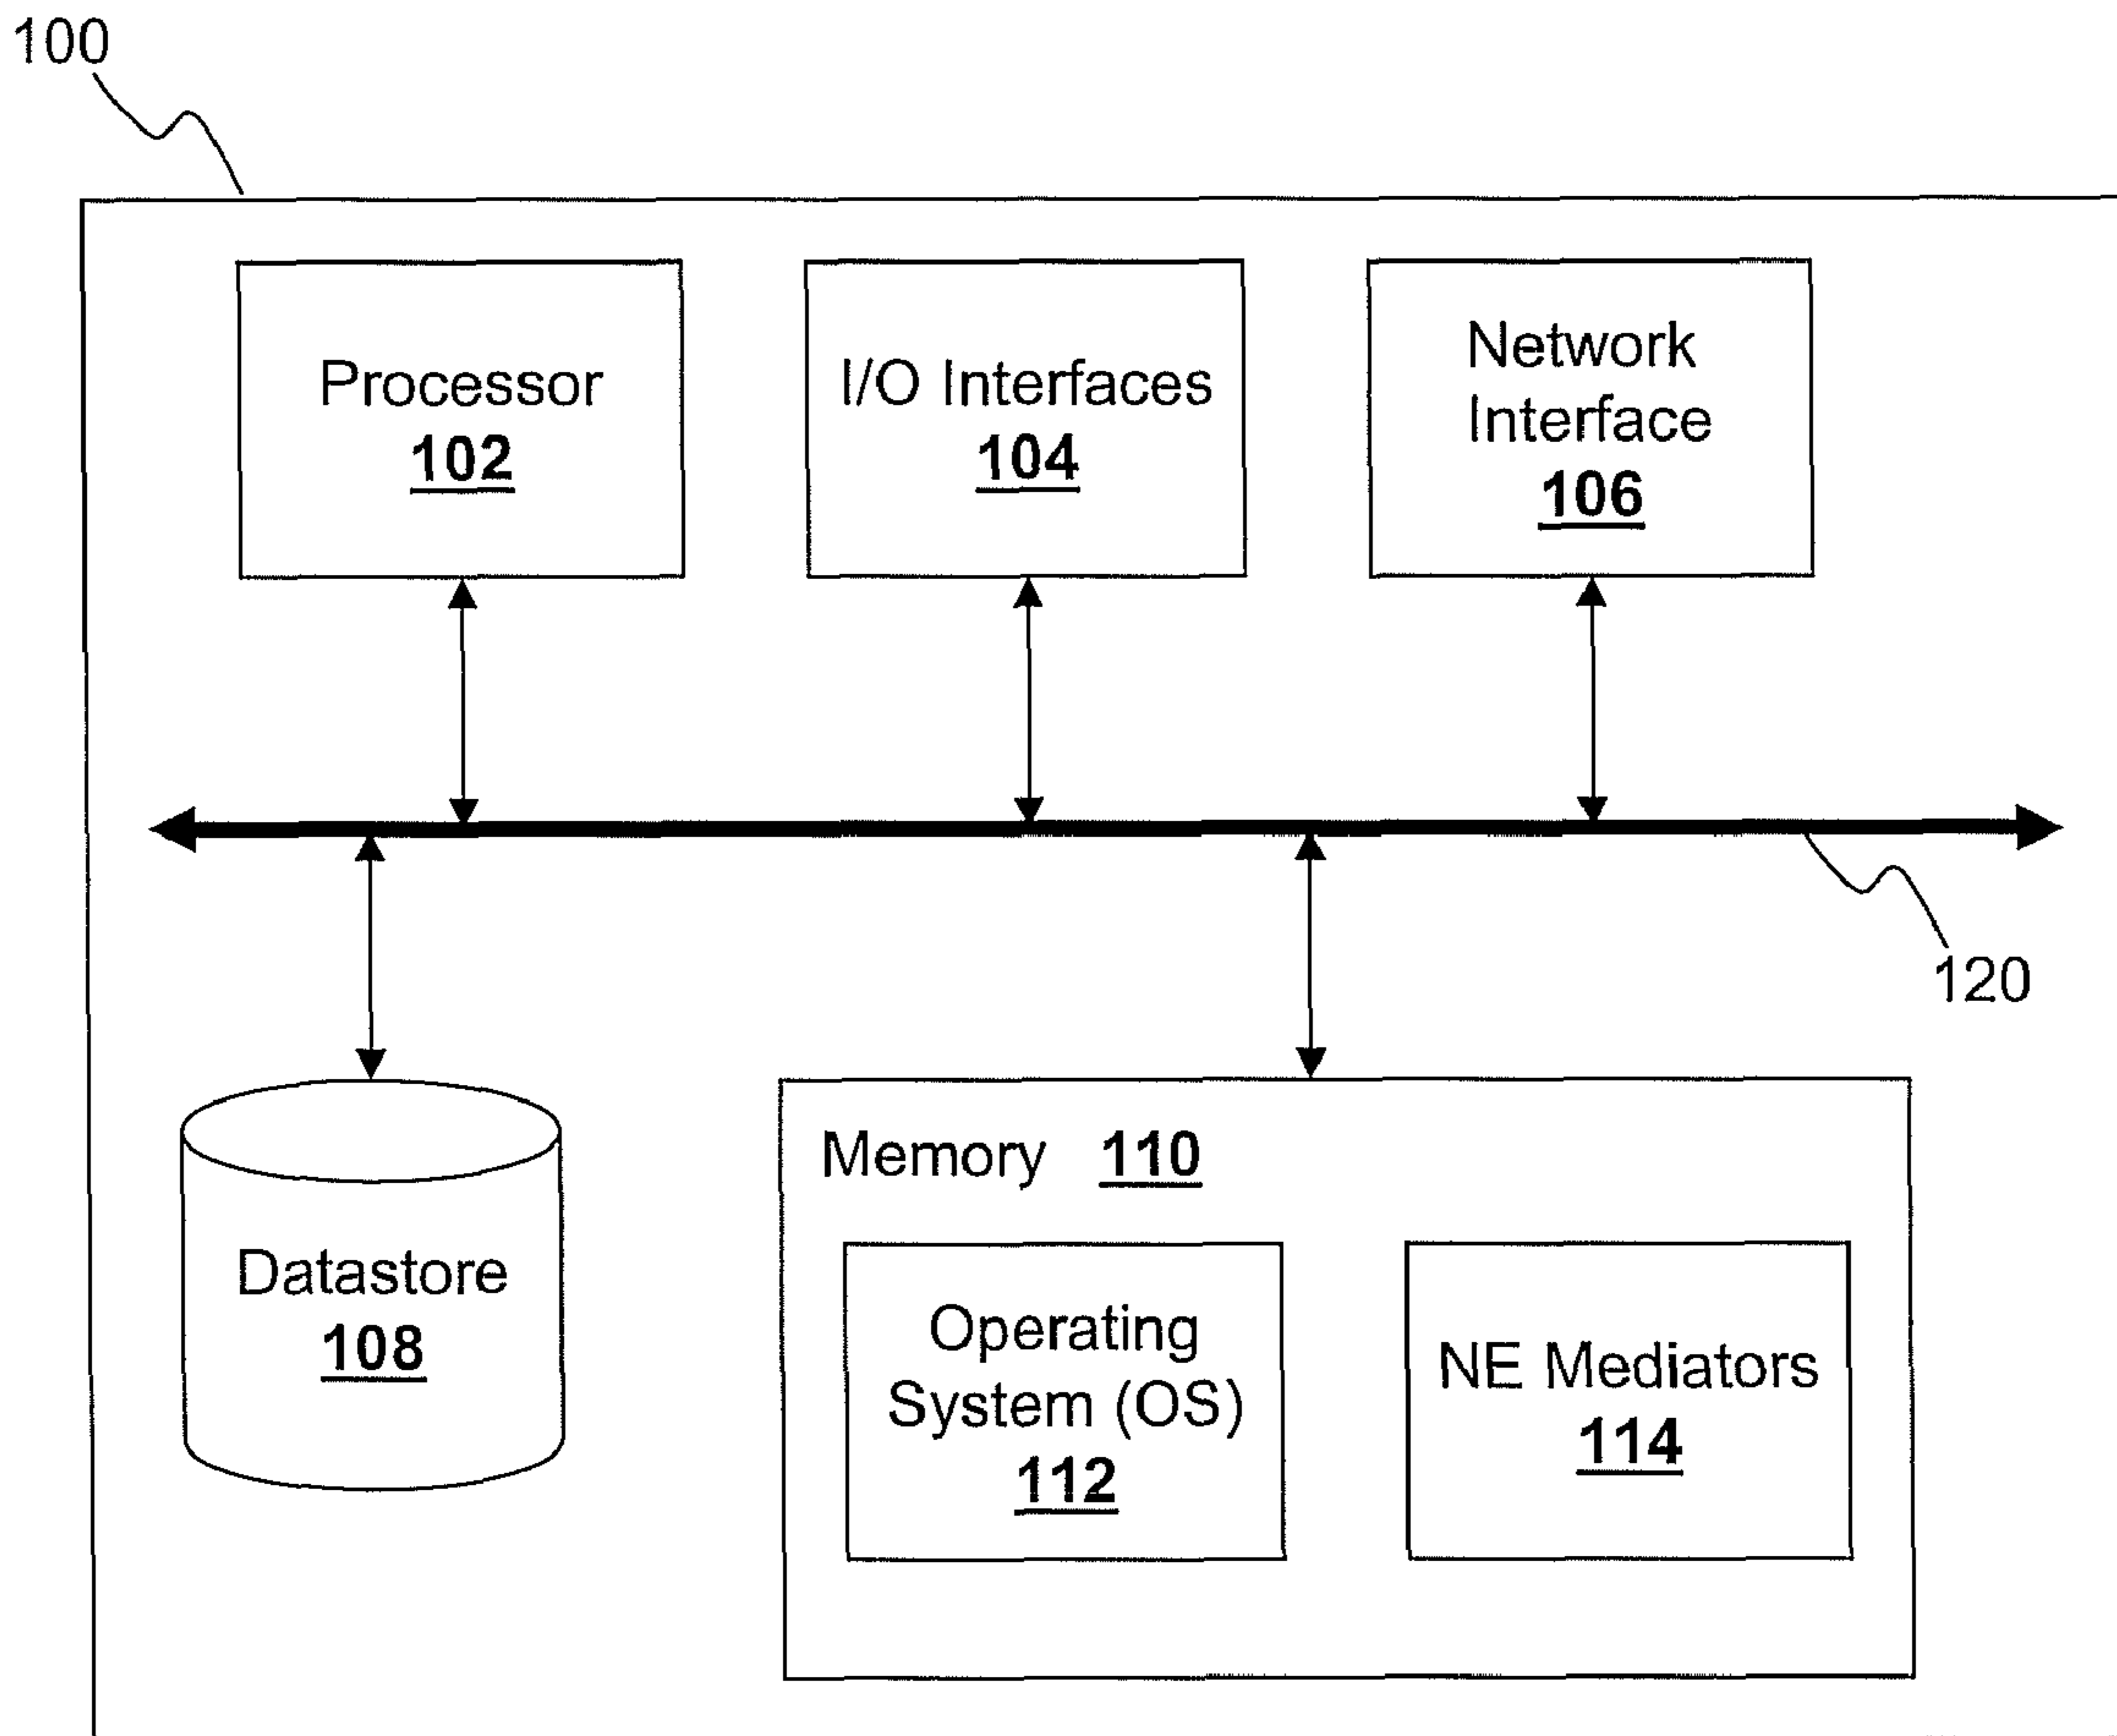 100
Processor
102
I/O Interfaces
104
Network
Interface
106
120
Datastore
108
Memory 110
Operating
System (OS)
112
NE Mediators
114